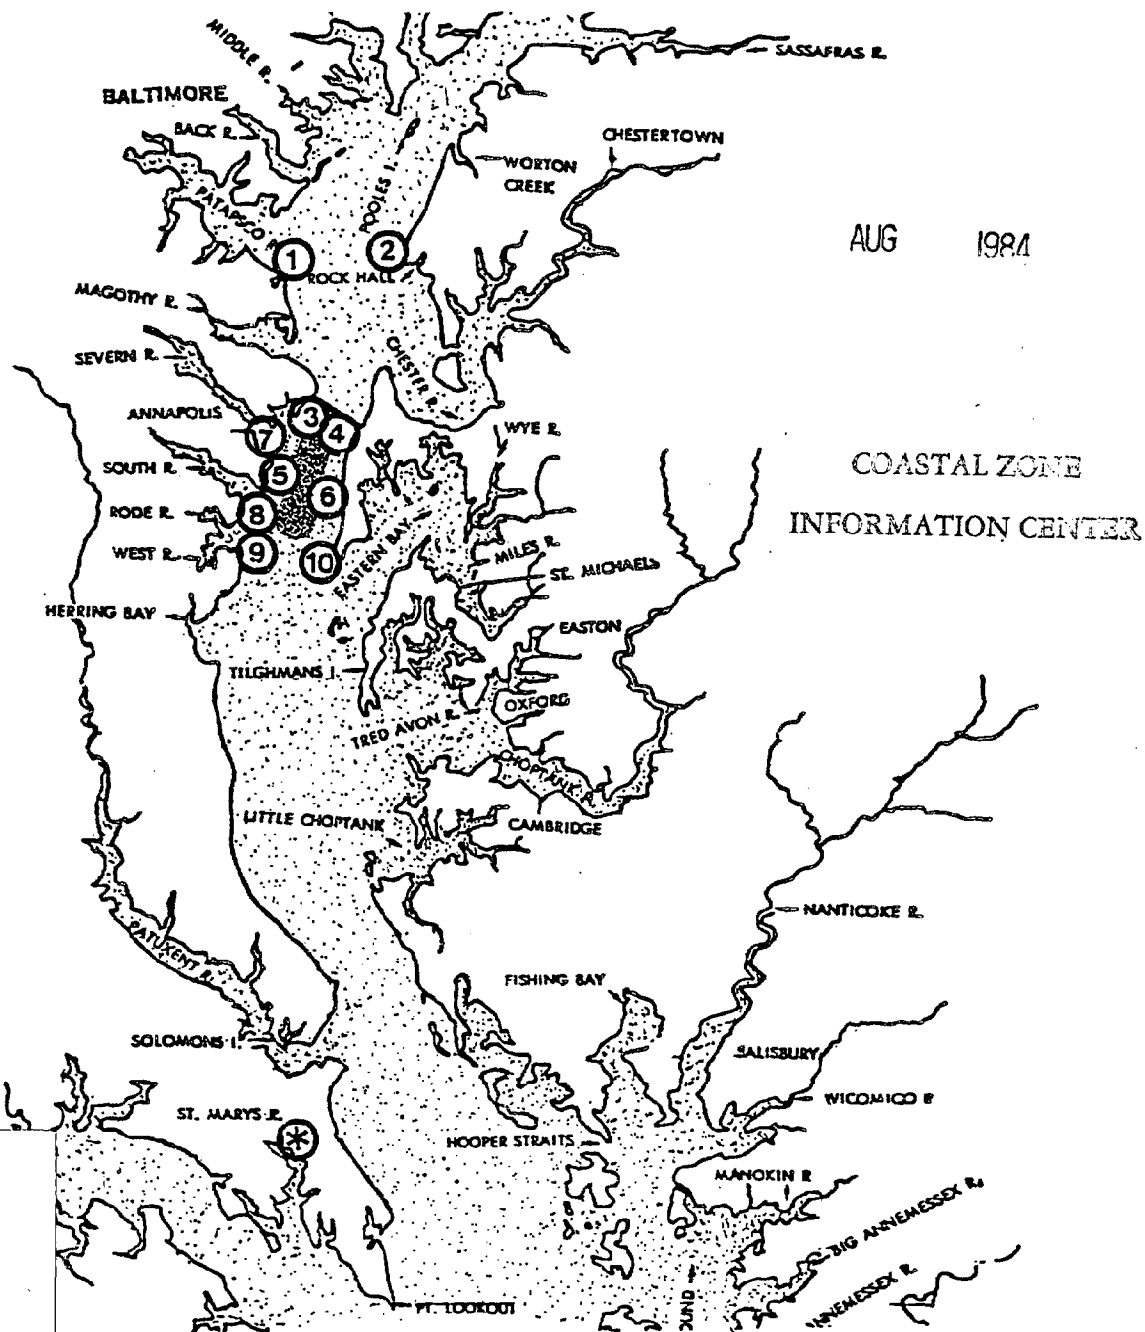 MIDDLE R.
SASSAFRAS R.
BALTIMORE
BACK R.
CHESTERTOWN
WORTON
CREEK
POOLES I.
PATAPSCO R.
1
2
ROCK HALL
AUG 1984
MAGOTHY R.
SEVERN R.
CHESTER R.
ANNAPOLIS
3
4
7
WYE R.
SOUTH R.
5
6
COASTAL ZONE
INFORMATION CENTER
RODE R.
8
WEST R.
9
10
EASTERN BAY
MILES R.
ST. MICHAELS
HERRING BAY
EASTON
TILGHMANS I.
OXFORD
TRED AVON R.
CHOPTANK R.
LITTLE CHOPTANK
CAMBRIDGE
NANTICOKE R.
PATUXENT R.
FISHING BAY
SOLOMONS I.
SALISBURY
ST. MARYS R.
*
WICOMICO R
HOOPER STRAITS
MANOKIN R
BIG ANNEMESSEX R.
NNEMESSEX R.
OUND
PT. LOOKOUT